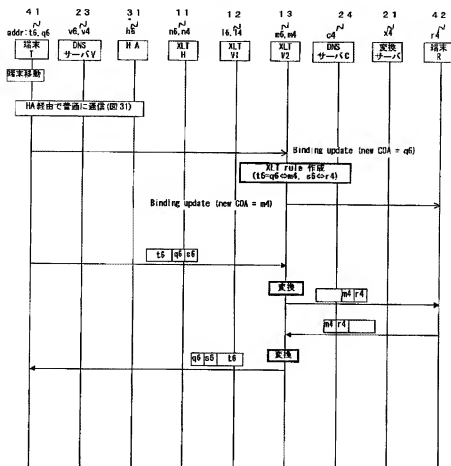 41 23 31 11 12 13 24 21 42
addr:t6,q6 v6,v4 h6 n6,n4 l6,l4 m6,m4 c4 x4 r4
端末 T DNS サーバV HA XLT H XLT V1 XLT V2 DNS サーバC 変換 サーバ 端末 R
端末移動
HA経由で普通に通信(図31)
Binding update (new COA = q6)
XLT rule 作成
(t6=q6<>m4, s6<>r4)
Binding update (new COA = m4)
t6 q6 s6
変換
m4 r4
m4 r4
変換
q6 s6 t6